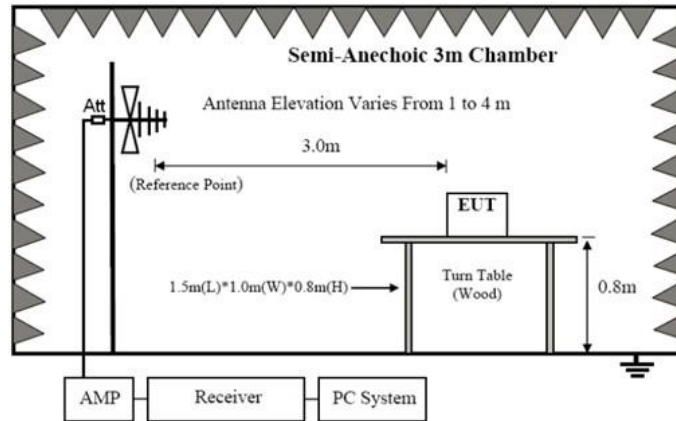 Semi-Anechoic 3m Chamber
Att
Antenna Elevation Varies From 1 to 4 m
3.0m
(Reference Point)
EUT
1.5m(L)*1.0m(W)*0.8m(H)
Turn Table
(Wood)
0.8m
AMP
Receiver
PC System